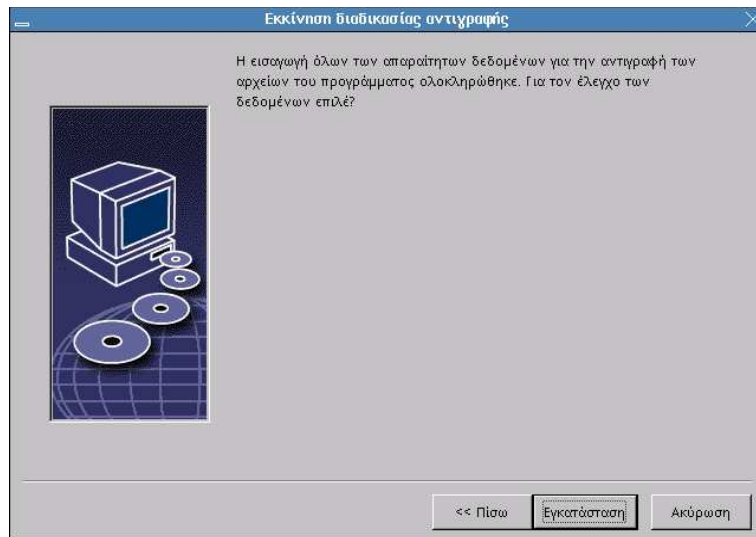 Εκκίνηση διαδικασίας αντιγραφής
Η εισαγωγή όλων των απαραίτητων δεδομένων για την αντιγραφή των
αρχείων του προγράμματος ολοκληρώθηκε. Για τον έλεγχο των
δεδομένων επιλέ?
<< Πίσω
Εγκατάσταση
Ακύρωση